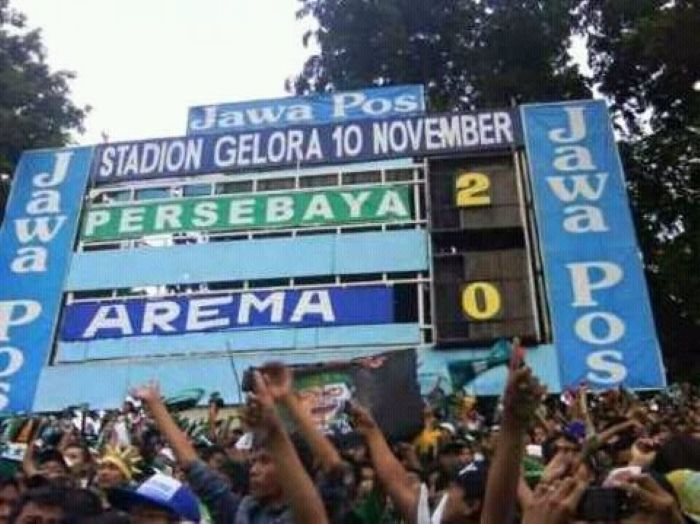 Jawa Pos
STADION GELORA 10 NOVEMBER
PERSEBAYA 2
AREMA 0
Jawa Pos
Jawa Pos